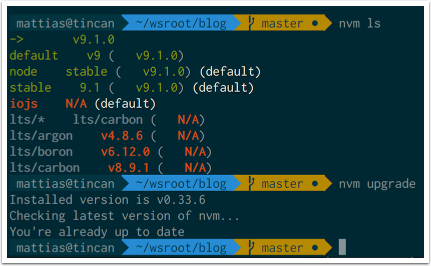 mattias@tincan ~/wsroot/blog master ● nvm ls
-> v9.1.0
default v9 ( v9.1.0)
node stable ( v9.1.0) (default)
stable 9.1 ( v9.1.0) (default)
iojs N/A (default)
lts/* lts/carbon ( N/A)
lts/argon v4.8.6 ( N/A)
lts/boron v6.12.0 ( N/A)
lts/carbon v8.9.1 ( N/A)
mattias@tincan ~/wsroot/blog master ● nvm upgrade
Installed version is v0.33.6
Checking latest version of nvm...
You're already up to date
mattias@tincan ~/wsroot/blog master ●